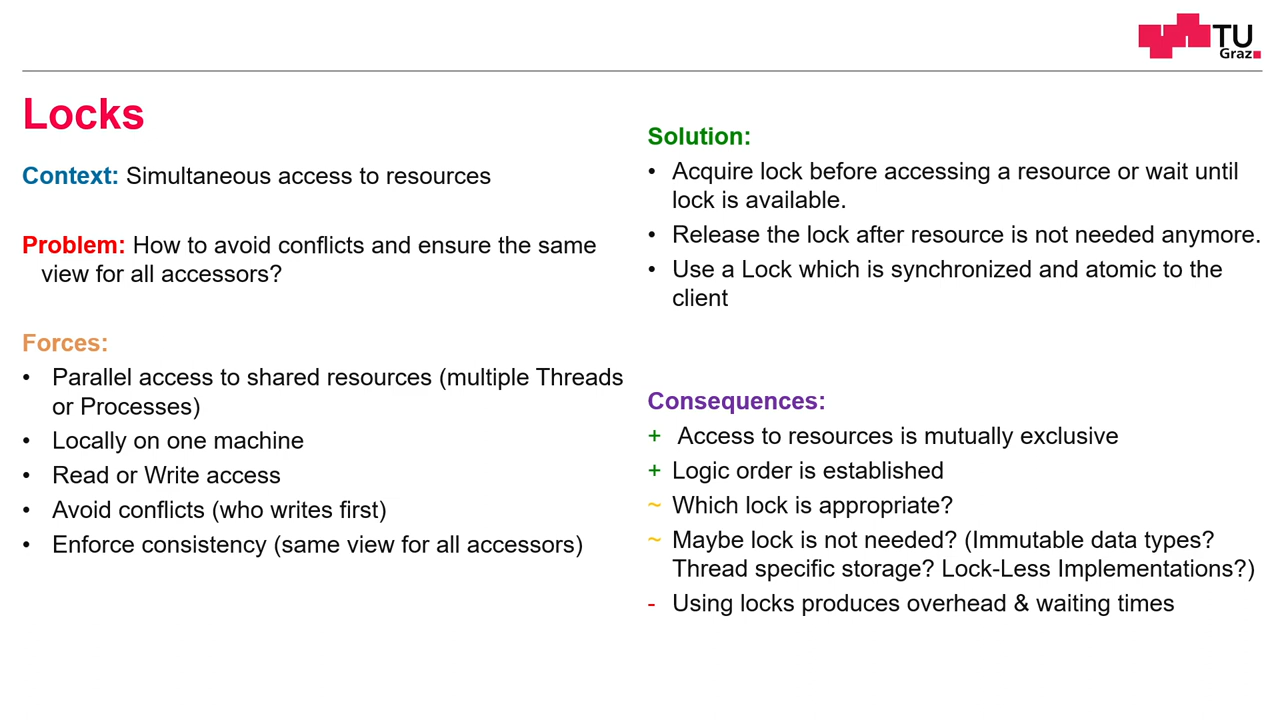 TU
Graz
Locks
Context: Simultaneous access to resources
Problem: How to avoid conflicts and ensure the same
view for all accessors?
Forces:
• Parallel access to shared resources (multiple Threads
or Processes)
• Locally on one machine
• Read or Write access
• Avoid conflicts (who writes first)
• Enforce consistency (same view for all accessors)
Solution:
• Acquire lock before accessing a resource or wait until
lock is available.
• Release the lock after resource is not needed anymore.
• Use a Lock which is synchronized and atomic to the
client
Consequences:
+ Access to resources is mutually exclusive
+ Logic order is established
~ Which lock is appropriate?
~ Maybe lock is not needed? (Immutable data types?
Thread specific storage? Lock-Less Implementations?)
- Using locks produces overhead & waiting times